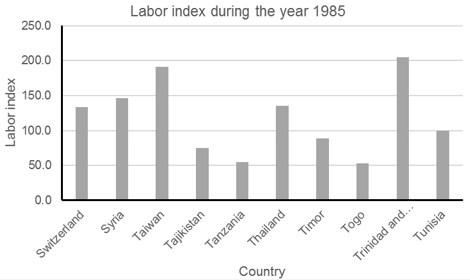 Labor index during the year 1985
Labor index
250.0
200.0
150.0
100.0
50.0
0.0
Switzerland
Syria
Taiwan
Tajikistan
Tanzania
Thailand
Timor
Togo
Trinidad and...
Tunisia
Country